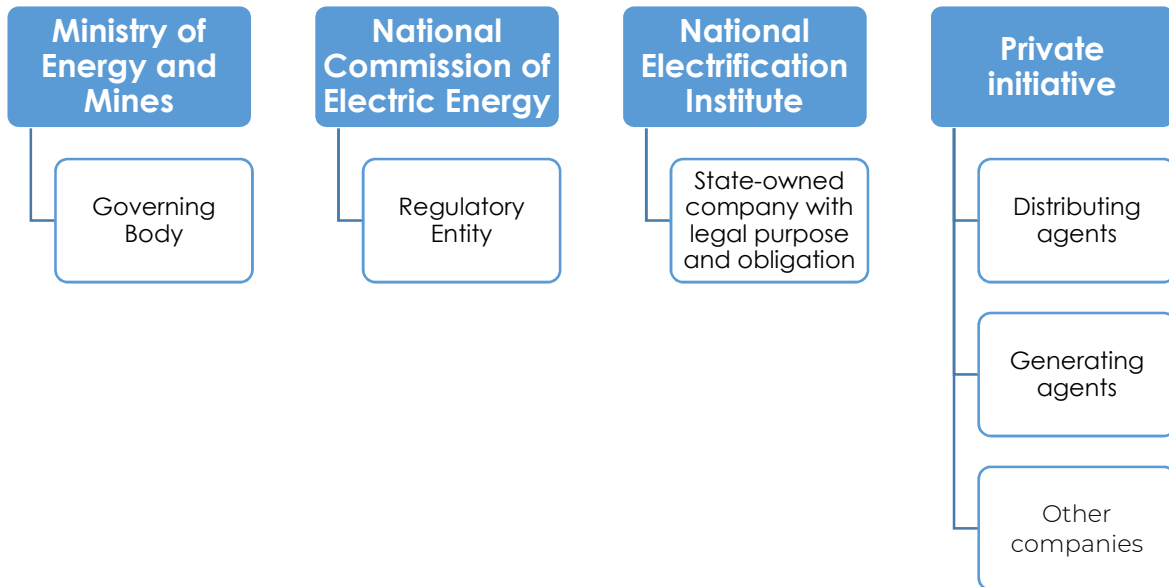 Ministry of
Energy and
Mines
Governing
Body
National
Commission of
Electric Energy
Regulatory
Entity
National
Electrification
Institute
State-owned
company with
legal purpose
and obligation
Private
initiative
Distributing
agents
Generating
agents
Other
companies